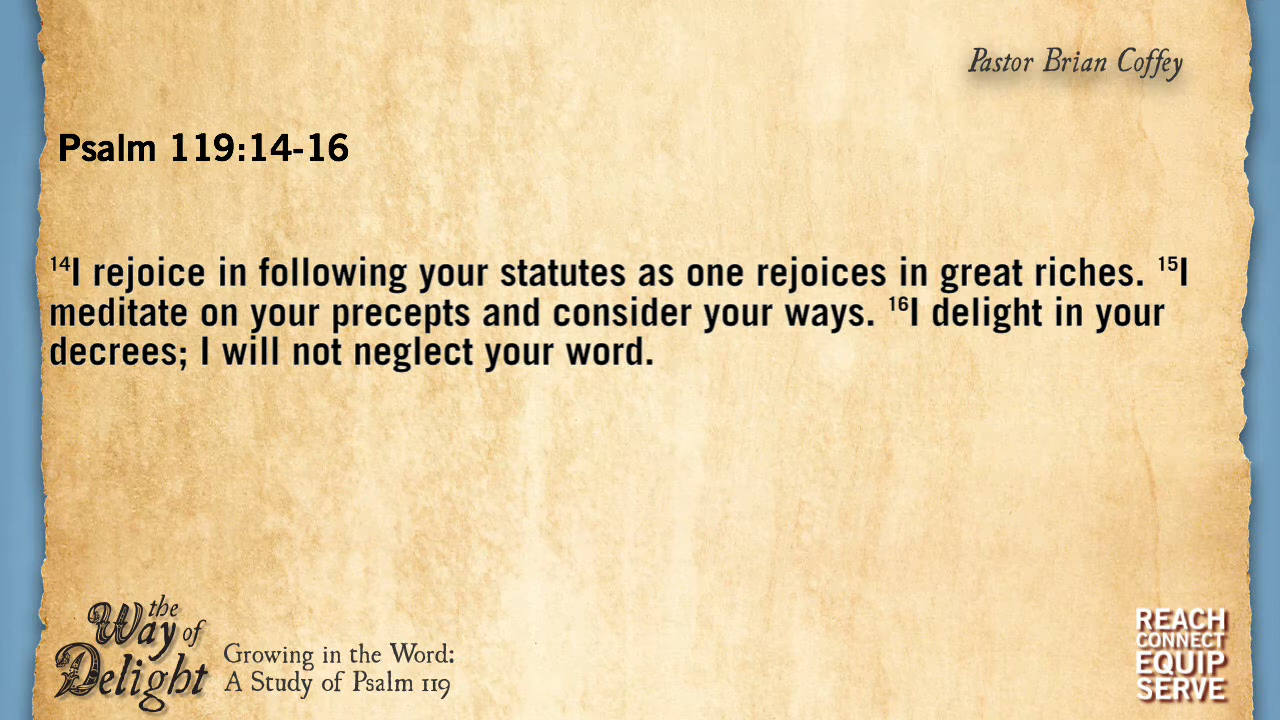 Pastor Brian Coffey
Psalm 119:14-16
14I rejoice in following your statutes as one rejoices in great riches. 15I
meditate on your precepts and consider your ways. 16I delight in your
decrees; I will not neglect your word.
the
Way of
Delight
Growing in the Word:
A Study of Psalm 119
REACH
CONNECT
EQUIP
SERVE